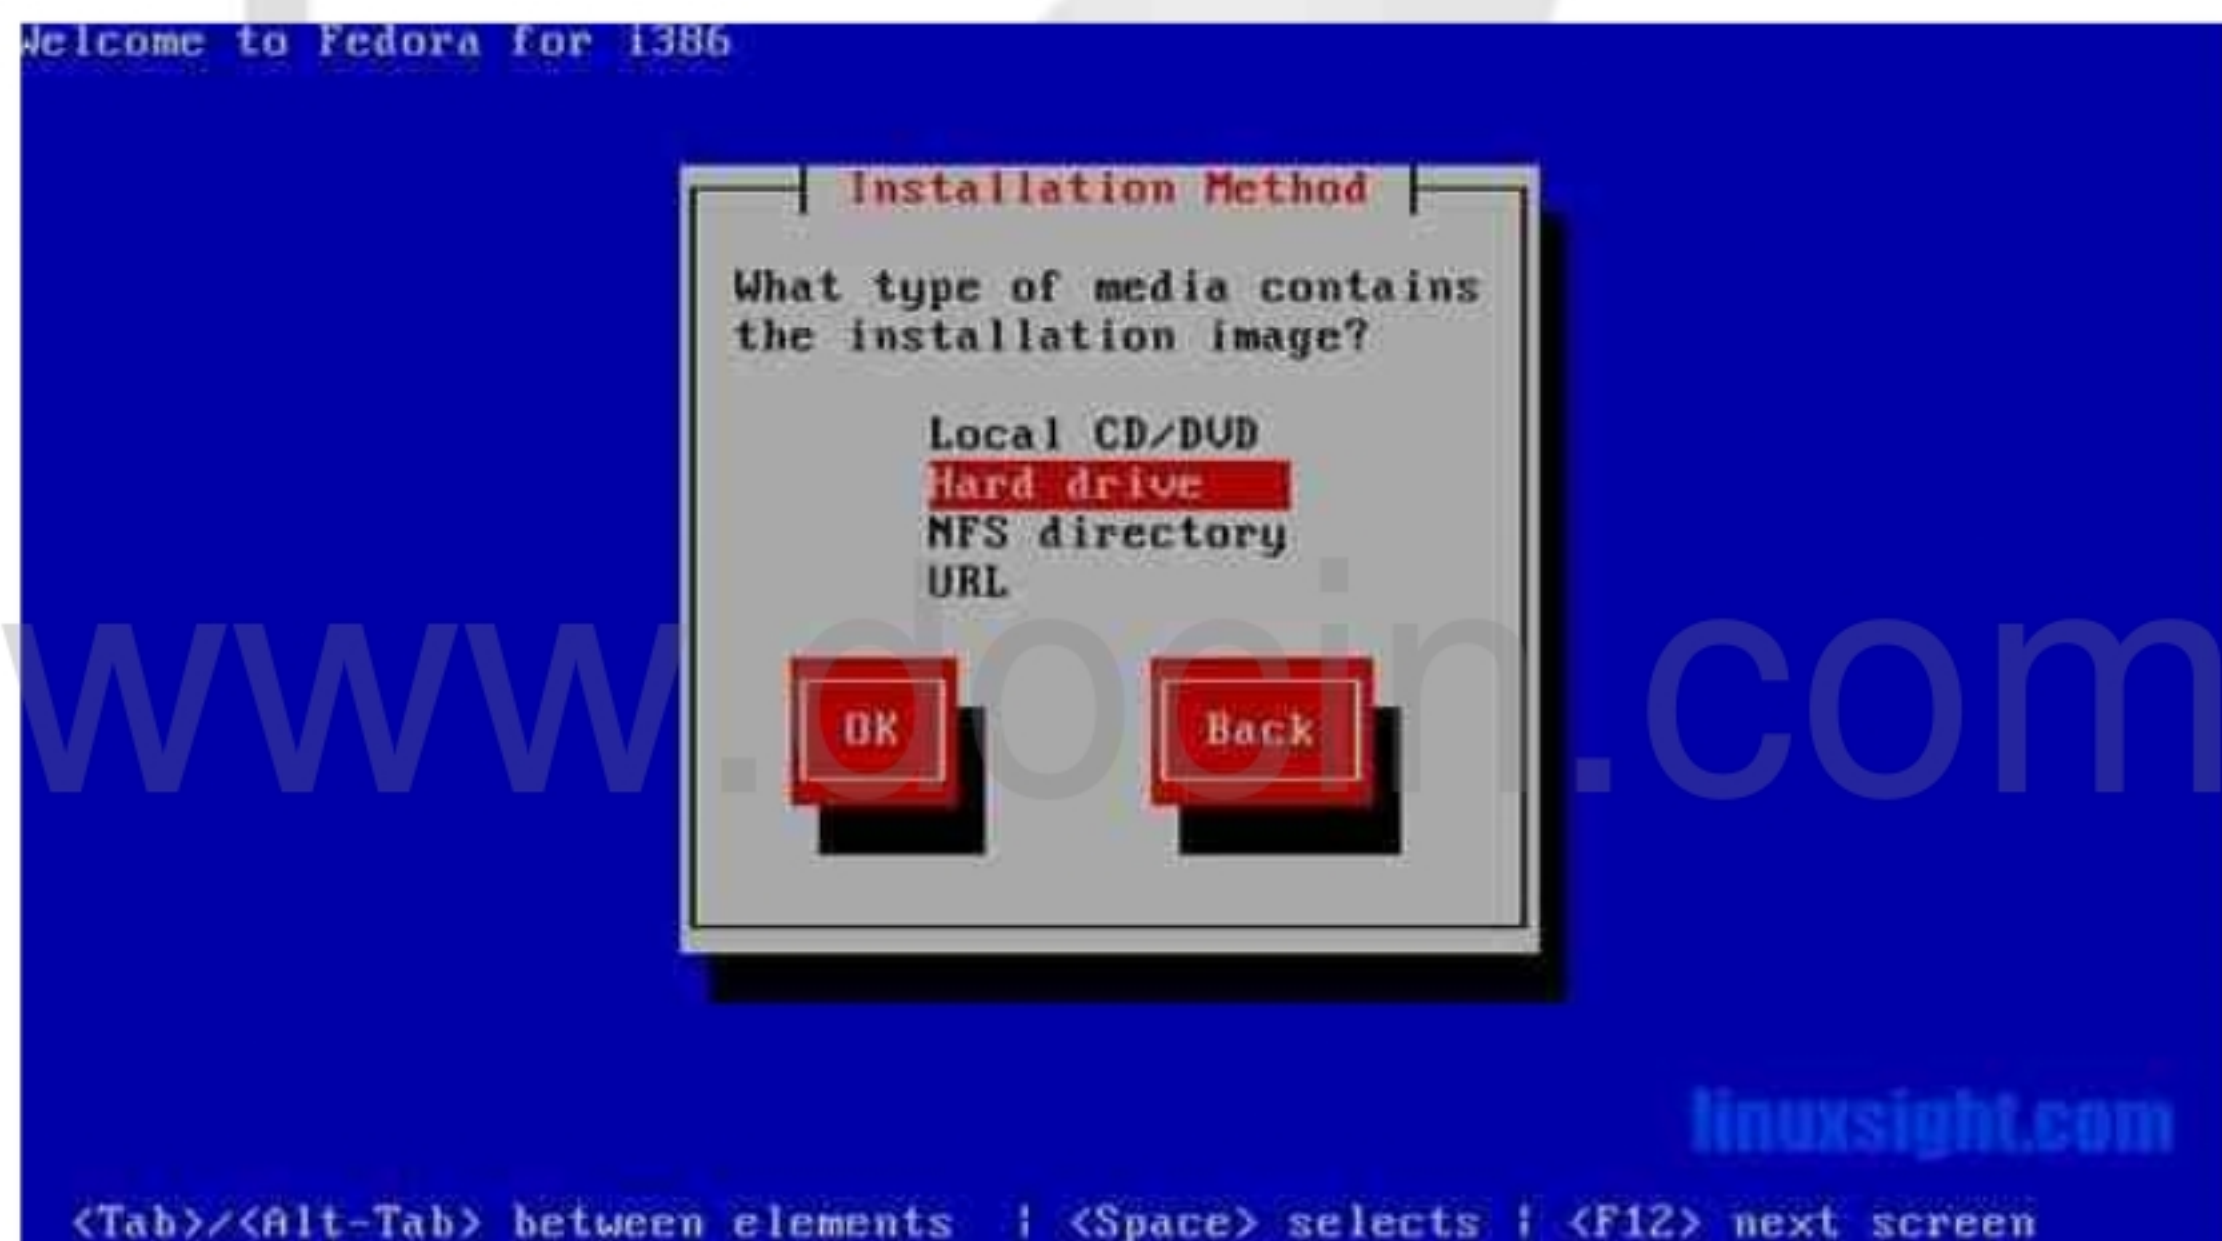 Welcome to Fedora for i386
Installation Method
What type of media contains
the installation image?
Local CD/DVD
Hard drive
NFS directory
URL
OK
Back
www.docin.com
linuxsight.com
<Tab>/<Alt-Tab> between elements | <Space> selects | <F12> next screen